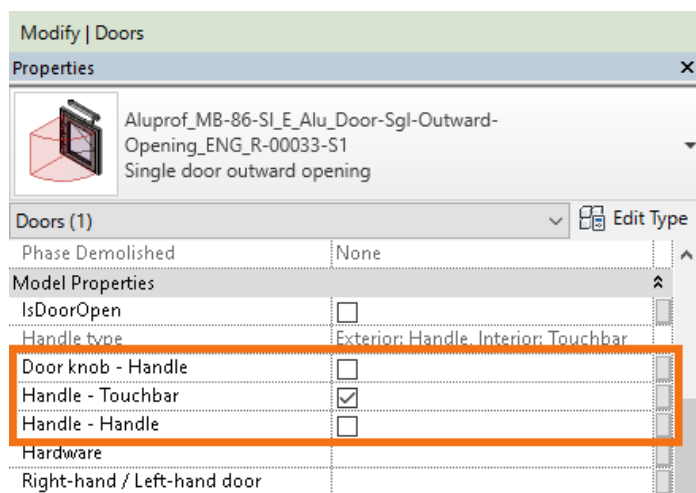 Modify | Doors
Properties
Aluprof_MB-86-SI_E_Alu_Door-Sgl-Outward-
Opening_ENG_R-00033-S1
Single door outward opening
Doors (1)
Edit Type
Phase Demolished None
Model Properties
IsDoorOpen
Handle type Exterior: Handle, Interior: Touchbar
Door knob - Handle
Handle - Touchbar
Handle - Handle
Hardware
Right-hand / Left-hand door